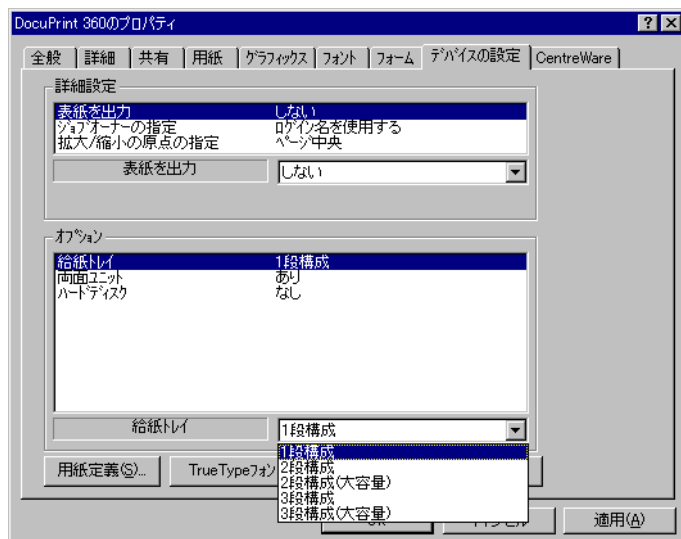 DocuPrint 360のプロパティ
全般 詳細 共有 用紙 グラフィックス フォント フォーム デバイスの設定 CentreWare
詳細設定
表紙を出力 しない
ジョブオーナーの指定 ログイン名を使用する
拡大/縮小の原点の指定 ページ中央
表紙を出力 しない
オプション
給紙トレイ 1段構成
両面ユニット あり
ハードディスク なし
給紙トレイ 1段構成
1段構成
2段構成
2段構成(大容量)
3段構成
3段構成(大容量)
用紙定義(S)... TrueTypeフォン
適用(A)